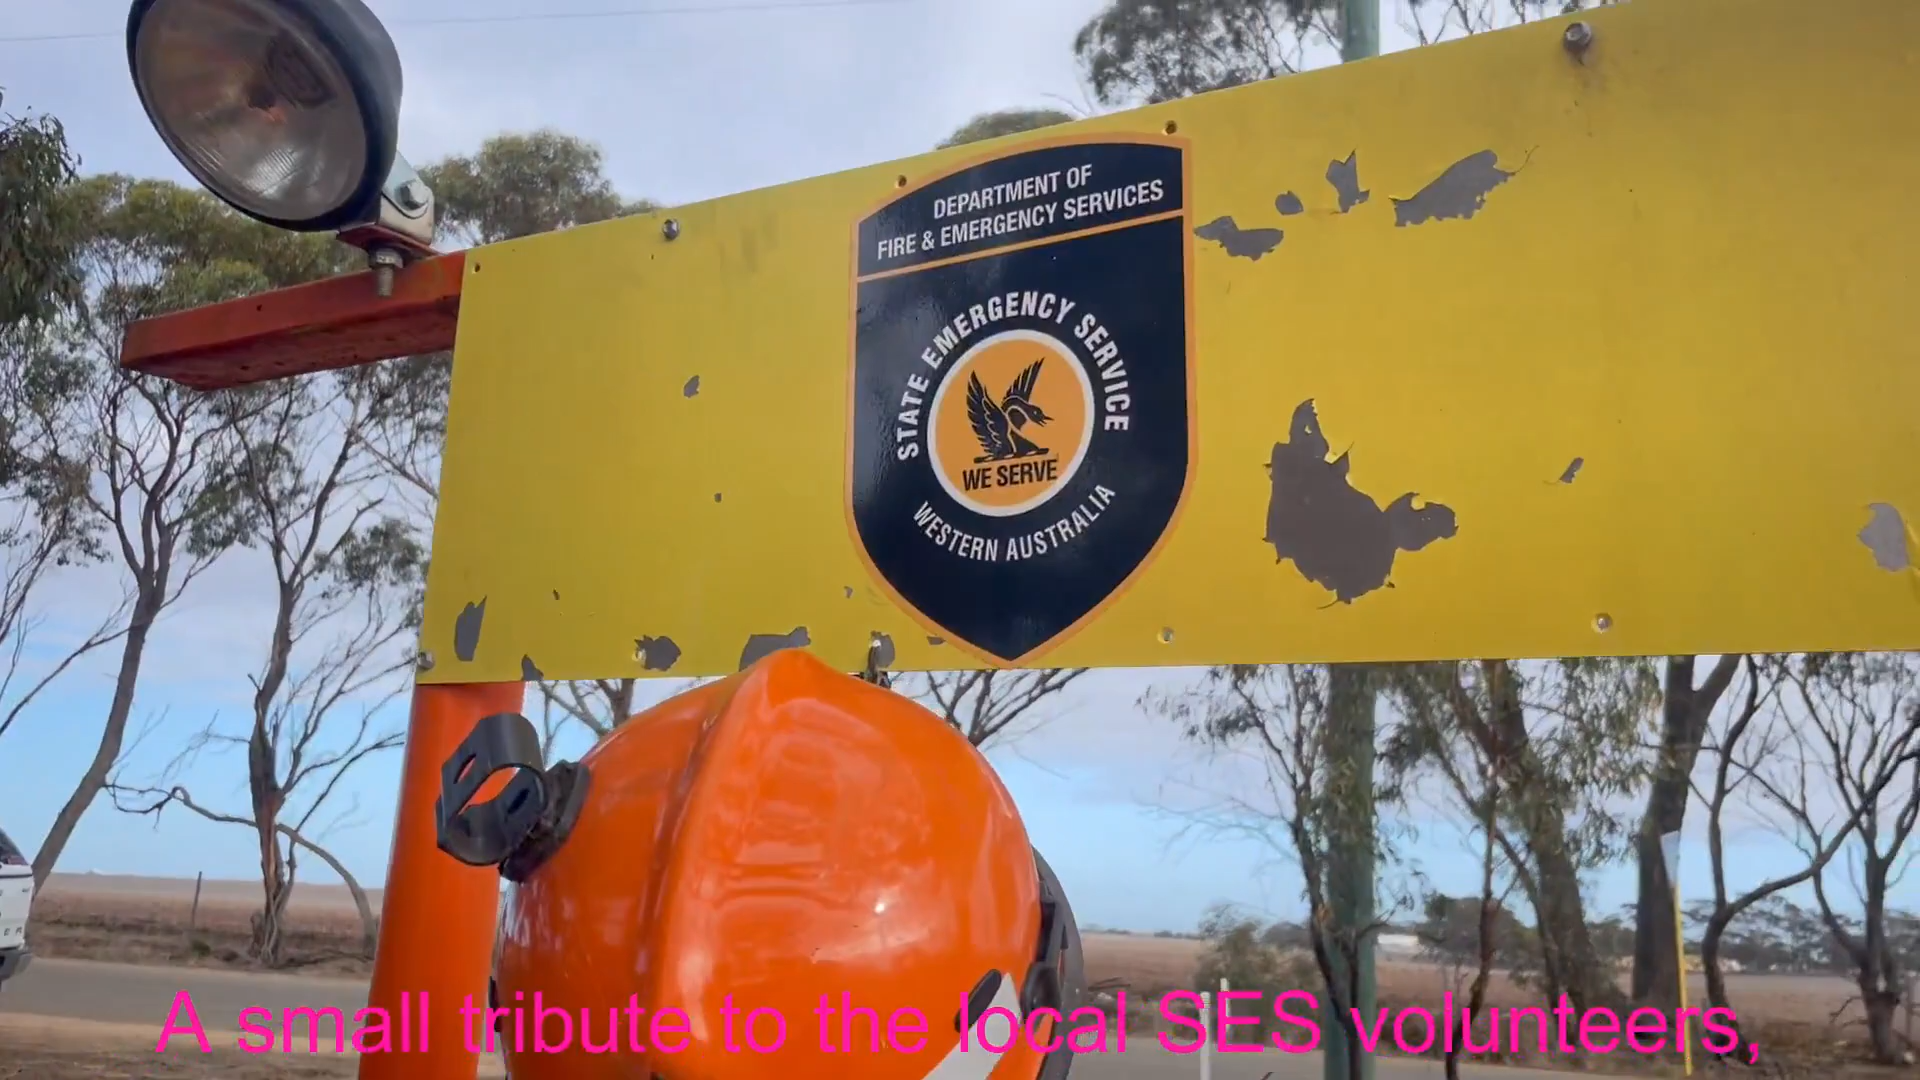 DEPARTMENT OF
FIRE & EMERGENCY SERVICES
STATE EMERGENCY SERVICE
WE SERVE
WESTERN AUSTRALIA
A small tribute to the local SES volunteers,